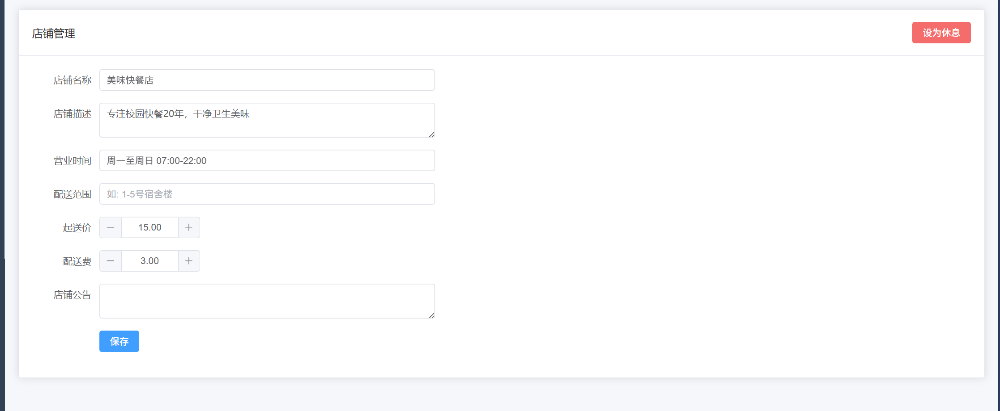 店铺管理
设为休息
店铺名称
美味快餐店
店铺描述
专注校园快餐20年，干净卫生美味
营业时间
周一至周日 07:00-22:00
配送范围
如: 1-5号宿舍楼
起送价
15.00
配送费
3.00
店铺公告
保存